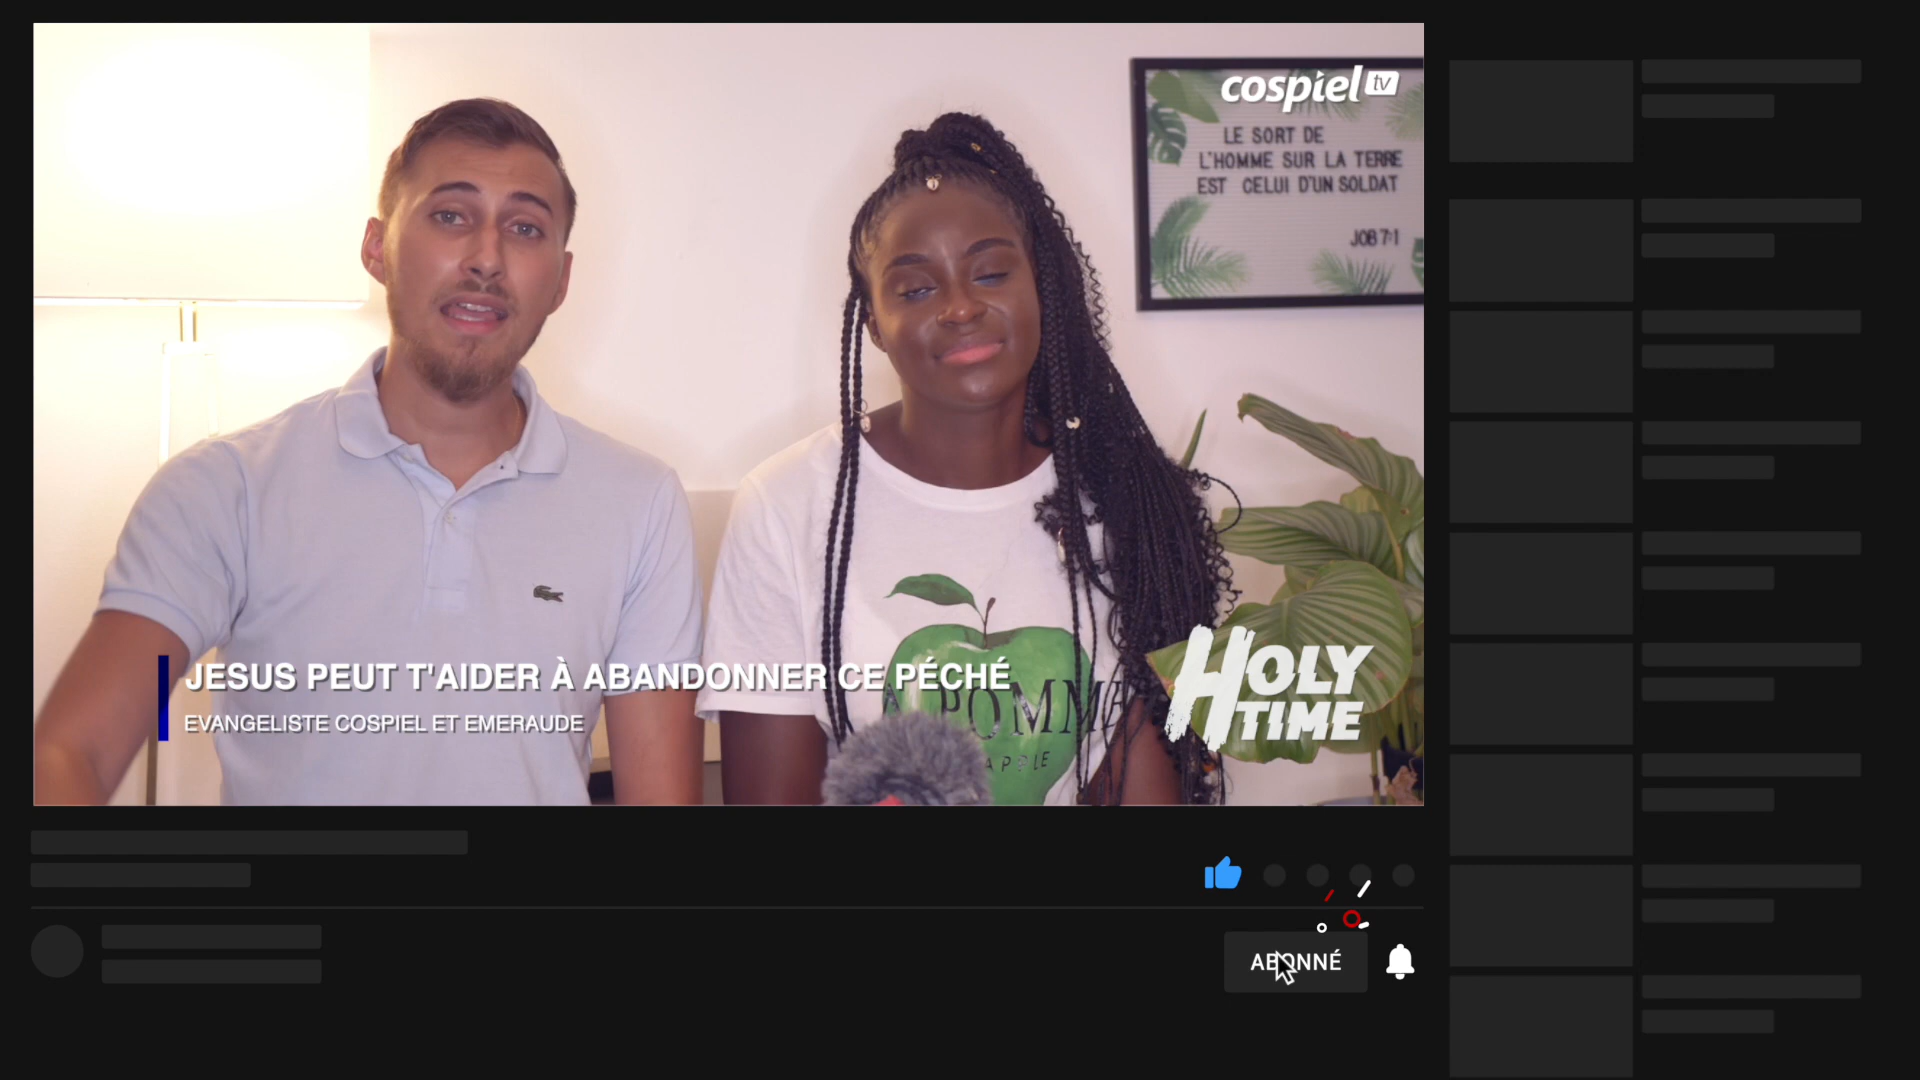 cospiel tv
LE SORT DE
L'HOMME SUR LA TERRE
EST CELUI D'UN SOLDAT
JOB 7:1
JESUS PEUT T'AIDER À ABANDONNER CE PÉCHÉ
EVANGELISTE COSPIEL ET EMERAUDE
POMME
APPLE
HOLY
TIME
ABONNÉ